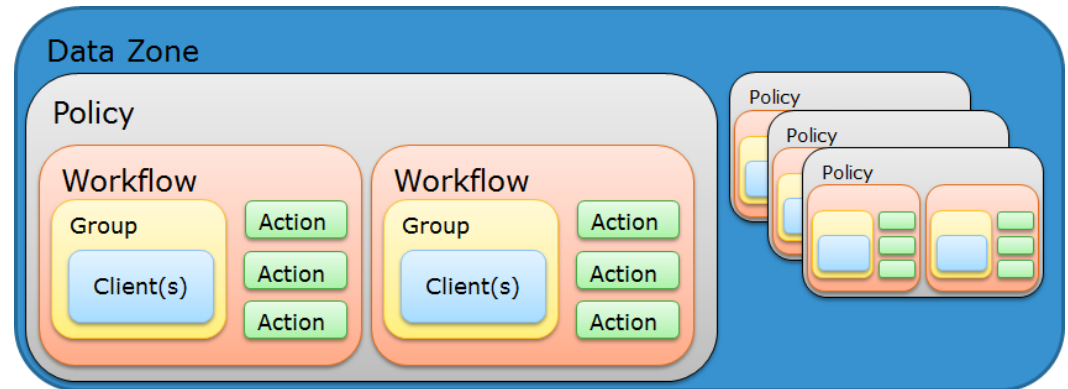 Data Zone
Policy
Workflow
Group
Client(s)
Action
Action
Action
Workflow
Group
Client(s)
Action
Action
Action
Policy
Policy
Policy